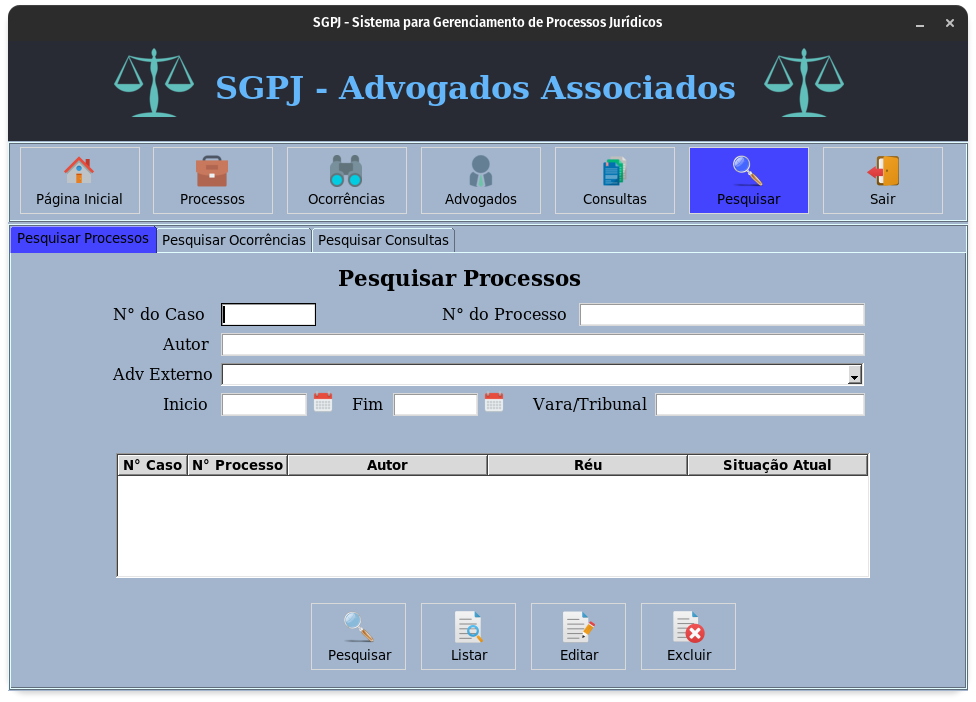 SGPJ - Sistema para Gerenciamento de Processos Jurídicos
SGPJ - Advogados Associados
Página Inicial Processos Ocorrências Advogados Consultas Pesquisar Sair
Pesquisar Processos Pesquisar Ocorrências Pesquisar Consultas
Pesquisar Processos
N° do Caso N° do Processo
Autor
Adv Externo
Inicio Fim Vara/Tribunal
N° Caso N° Processo Autor Réu Situação Atual
Pesquisar Listar Editar Excluir